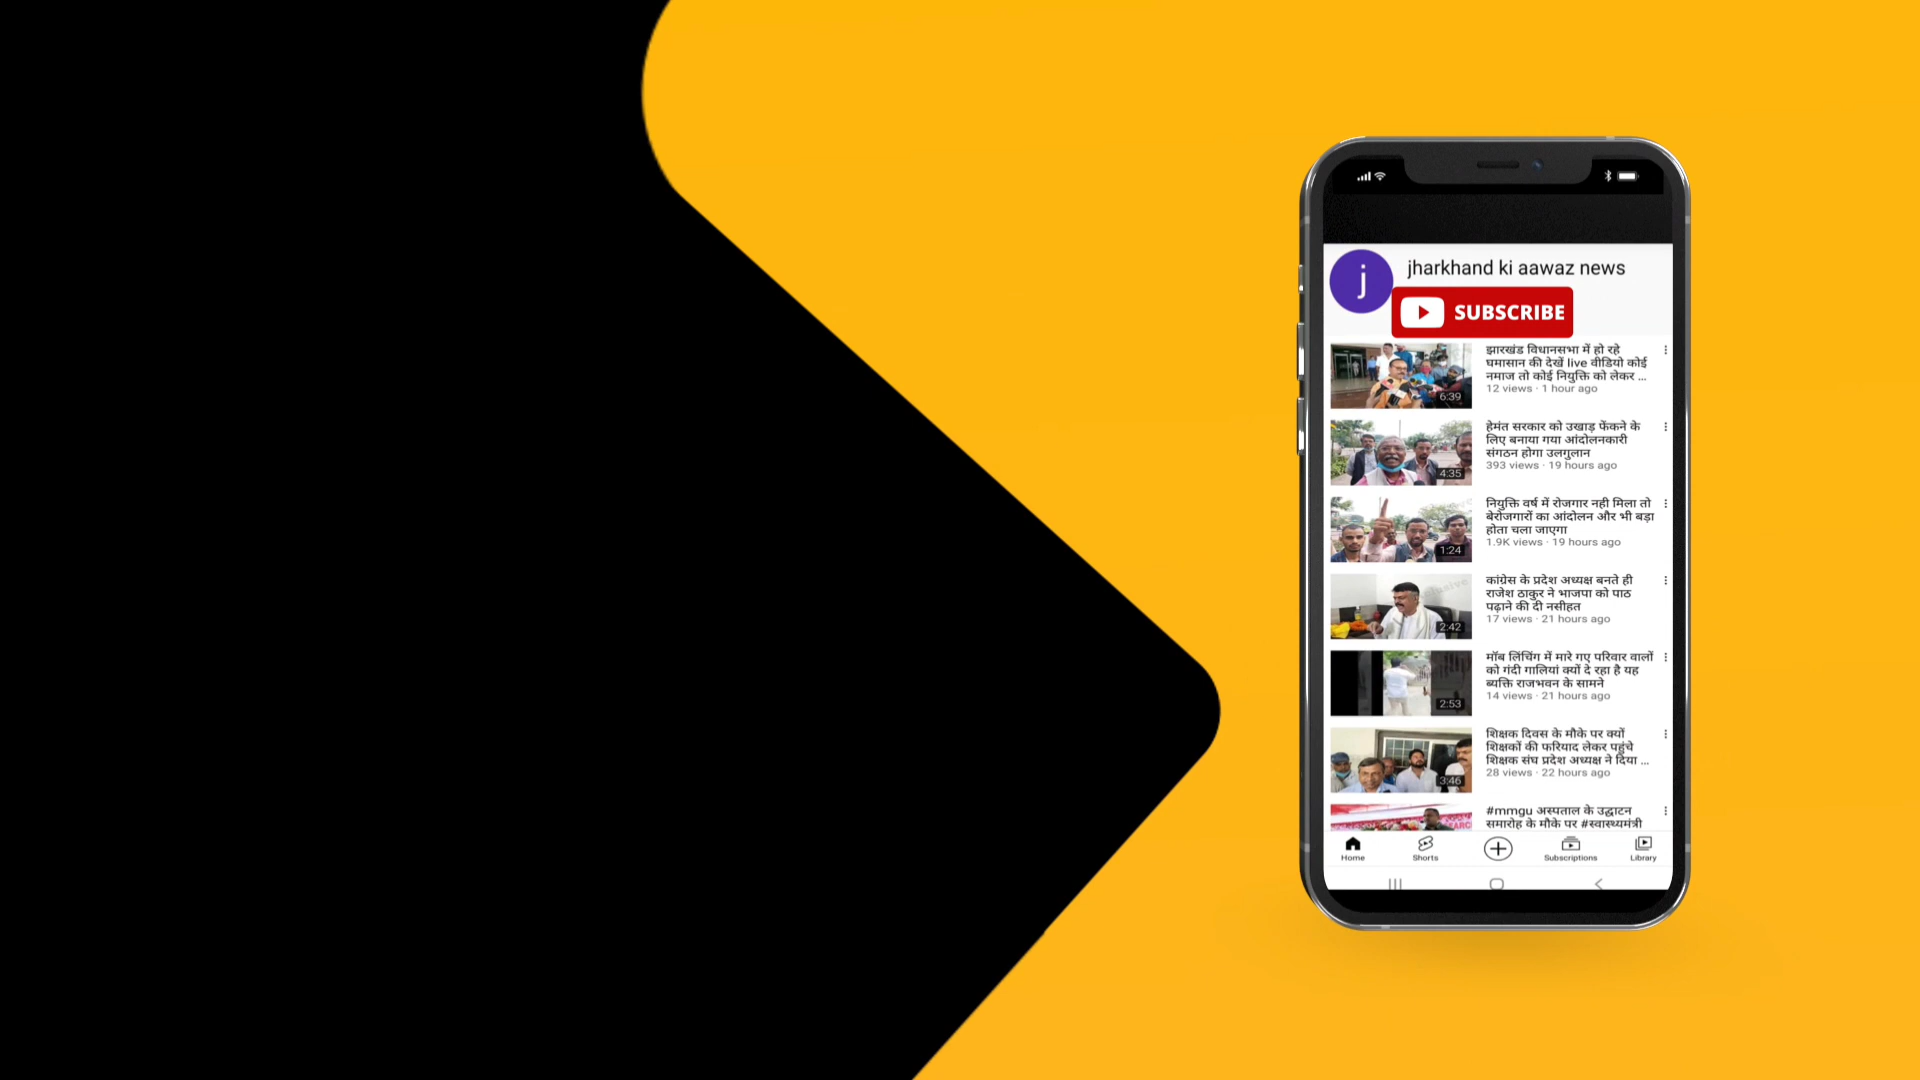 j
jharkhand ki aawaz news
SUBSCRIBE
झारखंड विधानसभा में हो रहे
घमासान की देखें live वीडियो कोई
नमाज तो कोई नियुक्ति को लेकर ...
12 views · 1 hour ago
6:39
हेमंत सरकार को उखाड़ फेंकने के
लिए बनाया गया आंदोलनकारी
संगठन होगा उलगुलान
393 views · 19 hours ago
4:35
नियुक्ति वर्ष में रोजगार नही मिला तो
बेरोजगारों का आंदोलन और भी बड़ा
होता चला जाएगा
1.9K views · 19 hours ago
1:24
कांग्रेस के प्रदेश अध्यक्ष बनते ही
राजेश ठाकुर ने भाजपा को पाठ
पढ़ाने की दी नसीहत
17 views · 21 hours ago
2:42
मॉब लिंचिंग में मारे गए परिवार वालों
को गंदी गालियां क्यों दे रहा है यह
ब्यक्ति राजभवन के सामने
14 views · 21 hours ago
2:53
शिक्षक दिवस के मौके पर क्यों
शिक्षकों की फरियाद लेकर पहुंचे
शिक्षक संघ प्रदेश अध्यक्ष ने दिया ...
28 views · 22 hours ago
3:46
#mmgu अस्पताल के उद्घाटन
समारोह के मौके पर #स्वास्थ्यमंत्री
Home
Shorts
Subscriptions
Library